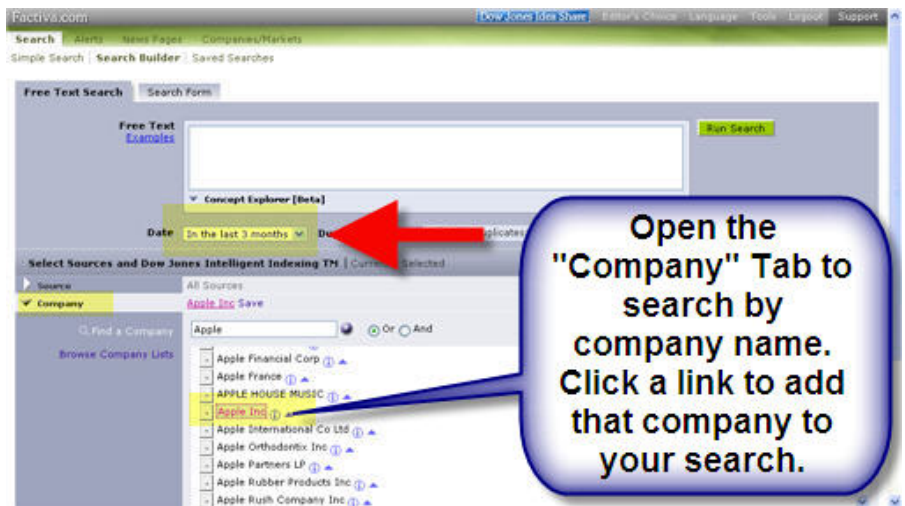 Factiva.com Dow Jones Idea Share Editor's Choice Language Tools Logout Support
Search Alerts News Pages Companies/Markets
Simple Search Search Builder Saved Searches
Free Text Search Search Form
Free Text
Examples
Run Search
Concept Explorer [Beta]
Date In the last 3 months Du
Select Sources and Dow Jones Intelligent Indexing TM Selected
Source All Sources
Company Apple Inc Save
Find a Company Apple Or And
Browse Company Lists
Apple Financial Corp
Apple France
APPLE HOUSE MUSIC
Apple Inc
Apple International Co Ltd
Apple Orthodontix Inc
Apple Partners LP
Apple Rubber Products Inc
Apple Rush Company Inc
Open the
"Company" Tab to
search by
company name.
Click a link to add
that company to
your search.